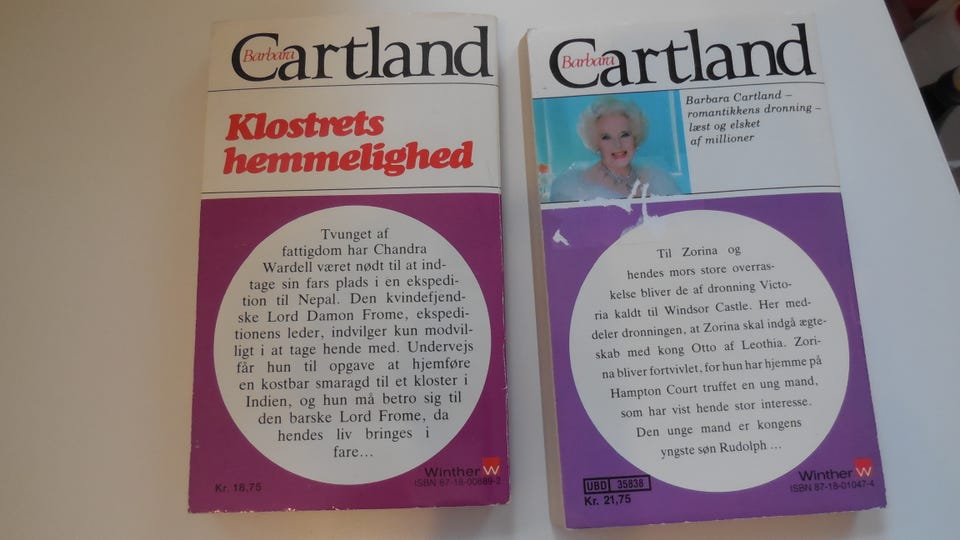 Barbara
Cartland
Klostrets
hemmelighed
Tvunget af
fattigdom har Chandra
Wardell været nødt til at ind-
tage sin fars plads i en ekspedi-
tion til Nepal. Den kvindefjend-
ske Lord Damon Frome, ekspedi-
tionens leder, indvilger kun modvil-
ligt i at tage hende med. Undervejs
får hun til opgave at hjemføre
en kostbar smaragd til et kloster i
Indien, og hun må betro sig til
den barske Lord Frome, da
hendes liv bringes i
fare...
Kr. 18,75
Winther W
ISBN 87-18-00889-2
Barbara
Cartland
Barbara Cartland –
romantikkens dronning –
læst og elsket
af millioner
Til Zorina og
hendes mors store overras-
kelse bliver de af dronning Victo-
ria kaldt til Windsor Castle. Her med-
deler dronningen, at Zorina skal indgå ægte-
skab med kong Otto af Leothia. Zori-
na bliver fortvivlet, for hun har hjemme på
Hampton Court truffet en ung mand,
som har vist hende stor interesse.
Den unge mand er kongens
yngste søn Rudolph ...
UBD 35838
Kr. 21,75
Winther W
ISBN 87-18-01047-4